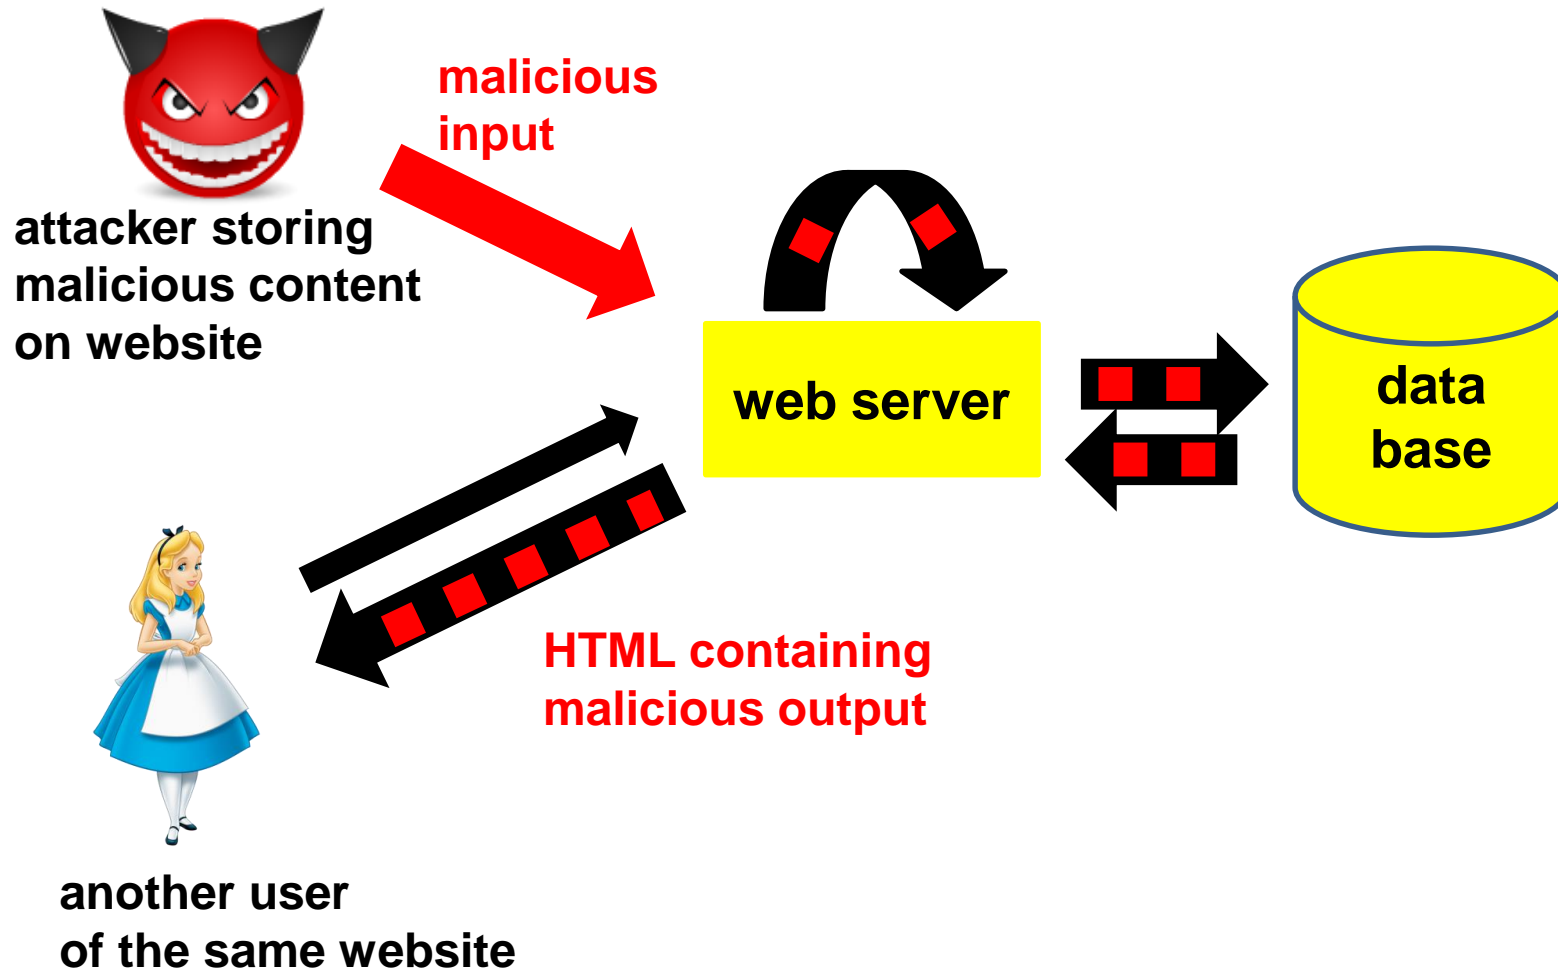 malicious
input
attacker storing
malicious content
on website
web server
data
base
HTML containing
malicious output
another user
of the same website